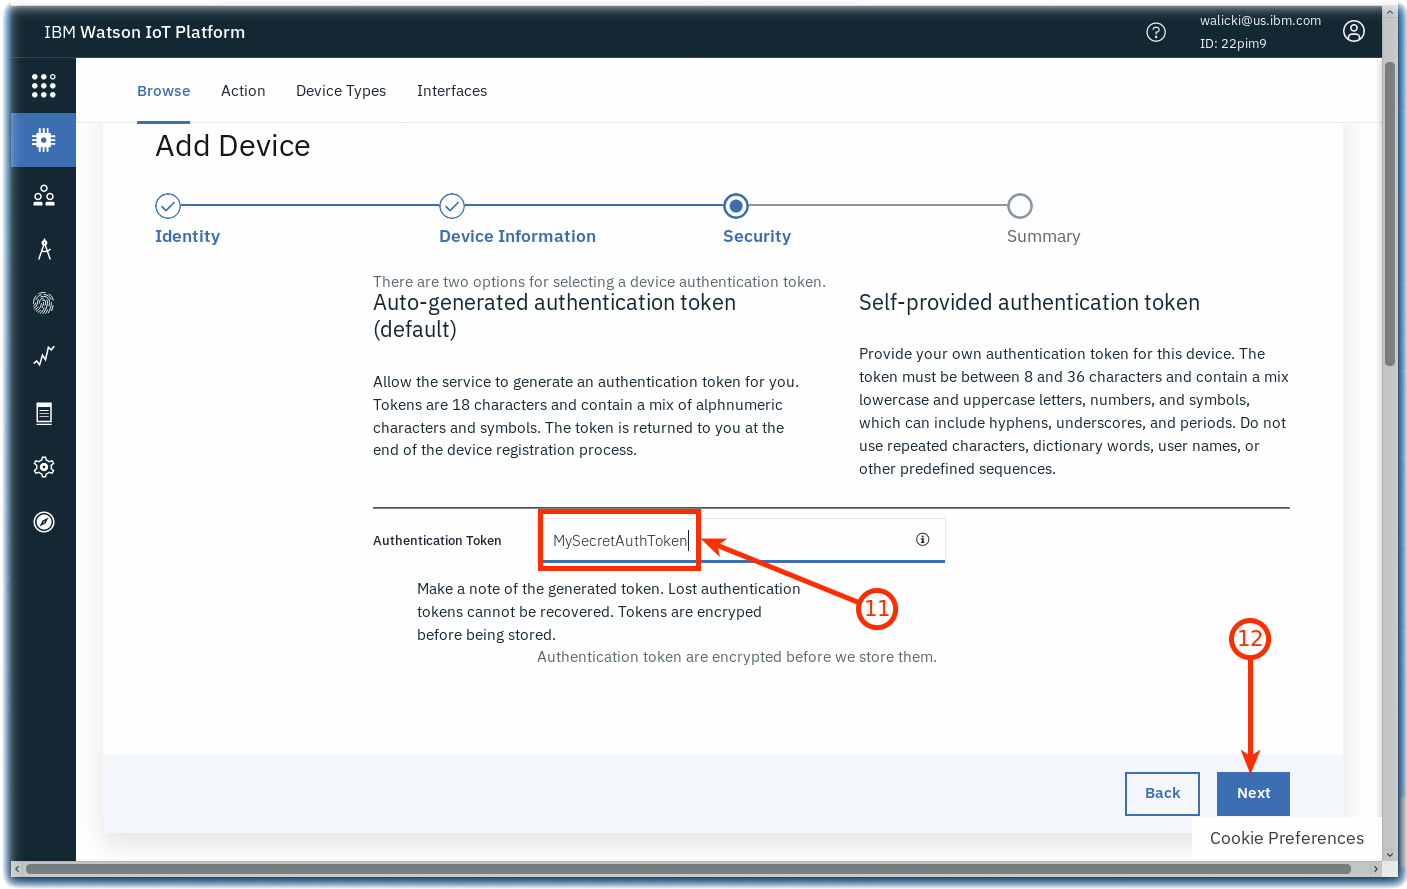 IBM Watson IoT Platform
walicki@us.ibm.com
ID: 22pim9
Browse Action Device Types Interfaces
Add Device
Identity Device Information Security Summary
There are two options for selecting a device authentication token.
Auto-generated authentication token
(default)
Allow the service to generate an authentication token for you.
Tokens are 18 characters and contain a mix of alphnumeric
characters and symbols. The token is returned to you at the
end of the device registration process.
Self-provided authentication token
Provide your own authentication token for this device. The
token must be between 8 and 36 characters and contain a mix
lowercase and uppercase letters, numbers, and symbols,
which can include hyphens, underscores, and periods. Do not
use repeated characters, dictionary words, user names, or
other predefined sequences.
Authentication Token MySecretAuthToken
11
Make a note of the generated token. Lost authentication
tokens cannot be recovered. Tokens are encryped
before being stored.
Authentication token are encrypted before we store them.
12
Back Next
Cookie Preferences